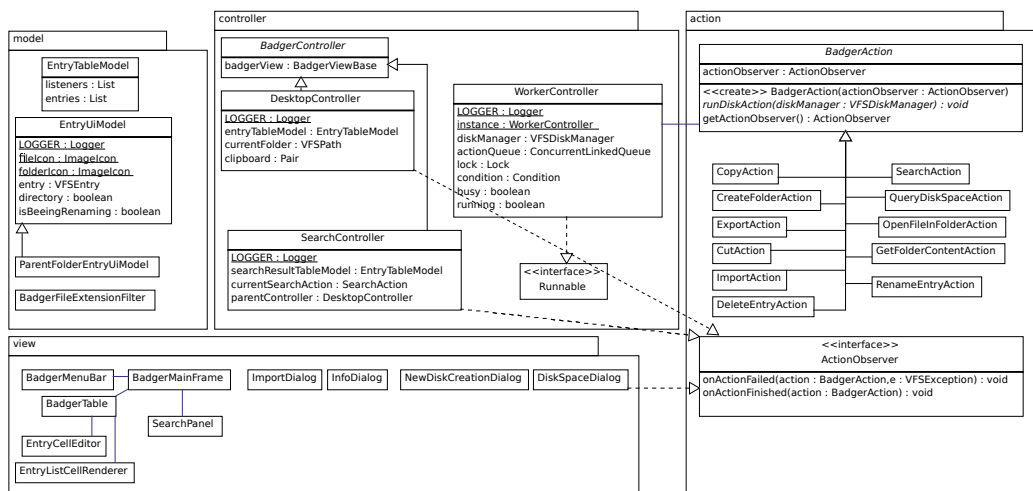 model
EntryTableModel
listeners : List
entries : List
EntryUiModel
LOGGER : Logger
fileIcon : ImageIcon
folderIcon : ImageIcon
entry : VFSEntry
directory : boolean
isBeeingRenaming : boolean
ParentFolderEntryUiModel
BadgerFileExtensionFilter
controller
BadgerController
badgerView : BadgerViewBase
DesktopController
LOGGER : Logger
entryTableModel : EntryTableModel
currentFolder : VFSPath
clipboard : Pair
WorkerController
LOGGER : Logger
instance : WorkerController
diskManager : VFSDiskManager
actionQueue : ConcurrentLinkedQueue
lock : Lock
condition : Condition
busy : boolean
running : boolean
SearchController
LOGGER : Logger
searchResultTableModel : EntryTableModel
currentSearchAction : SearchAction
parentController : DesktopController
<<interface>>
Runnable
action
BadgerAction
actionObserver : ActionObserver
<<create>> BadgerAction(actionObserver : ActionObserver)
runDiskAction(diskManager : VFSDiskManager) : void
getActionObserver() : ActionObserver
CopyAction
SearchAction
CreateFolderAction
QueryDiskSpaceAction
ExportAction
OpenFileInFolderAction
CutAction
GetFolderContentAction
ImportAction
RenameEntryAction
DeleteEntryAction
<<interface>>
ActionObserver
onActionFailed(action : BadgerAction,e : VFSException) : void
onActionFinished(action : BadgerAction) : void
view
BadgerMenuBar
BadgerMainFrame
ImportDialog
InfoDialog
NewDiskCreationDialog
DiskSpaceDialog
BadgerTable
SearchPanel
EntryCellEditor
EntryListCellRenderer